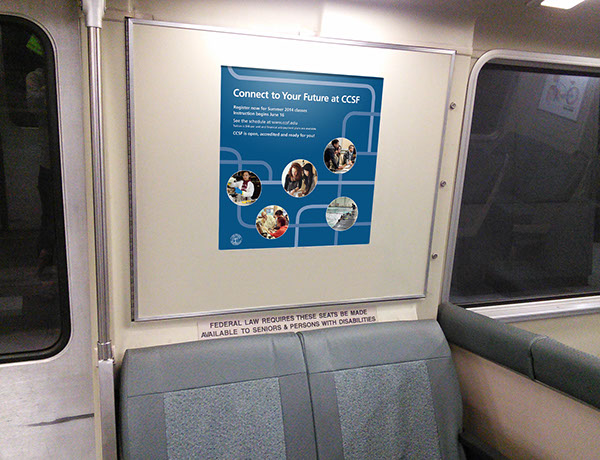 Connect to Your Future at CCSF
Register now for Summer 2014 classes
Instruction begins June 16
See the schedule at www.ccsf.edu
CCSF is open, accredited and ready for you!
FEDERAL LAW REQUIRES THESE SEATS BE MADE
AVAILABLE TO SENIORS & PERSONS WITH DISABILITIES